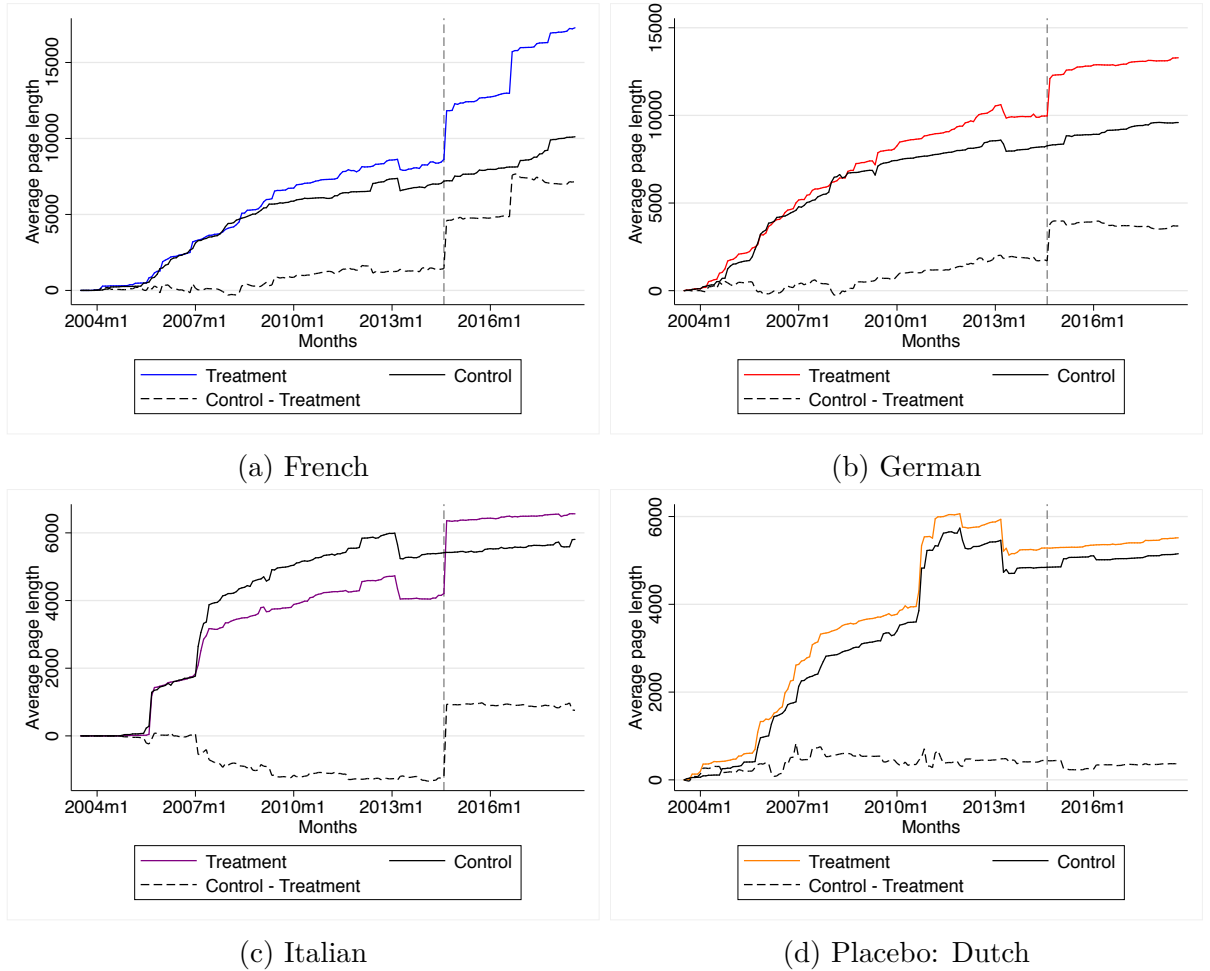 Average page length
15000
10000
5000
0
2004m1 2007m1 2010m1 2013m1 2016m1
Months
Treatment Control
Control - Treatment
(a) French
Average page length
15000
10000
5000
0
2004m1 2007m1 2010m1 2013m1 2016m1
Months
Treatment Control
Control - Treatment
(b) German
Average page length
6000
4000
2000
0
2004m1 2007m1 2010m1 2013m1 2016m1
Months
Treatment Control
Control - Treatment
(c) Italian
Average page length
6000
4000
2000
0
2004m1 2007m1 2010m1 2013m1 2016m1
Months
Treatment Control
Control - Treatment
(d) Placebo: Dutch